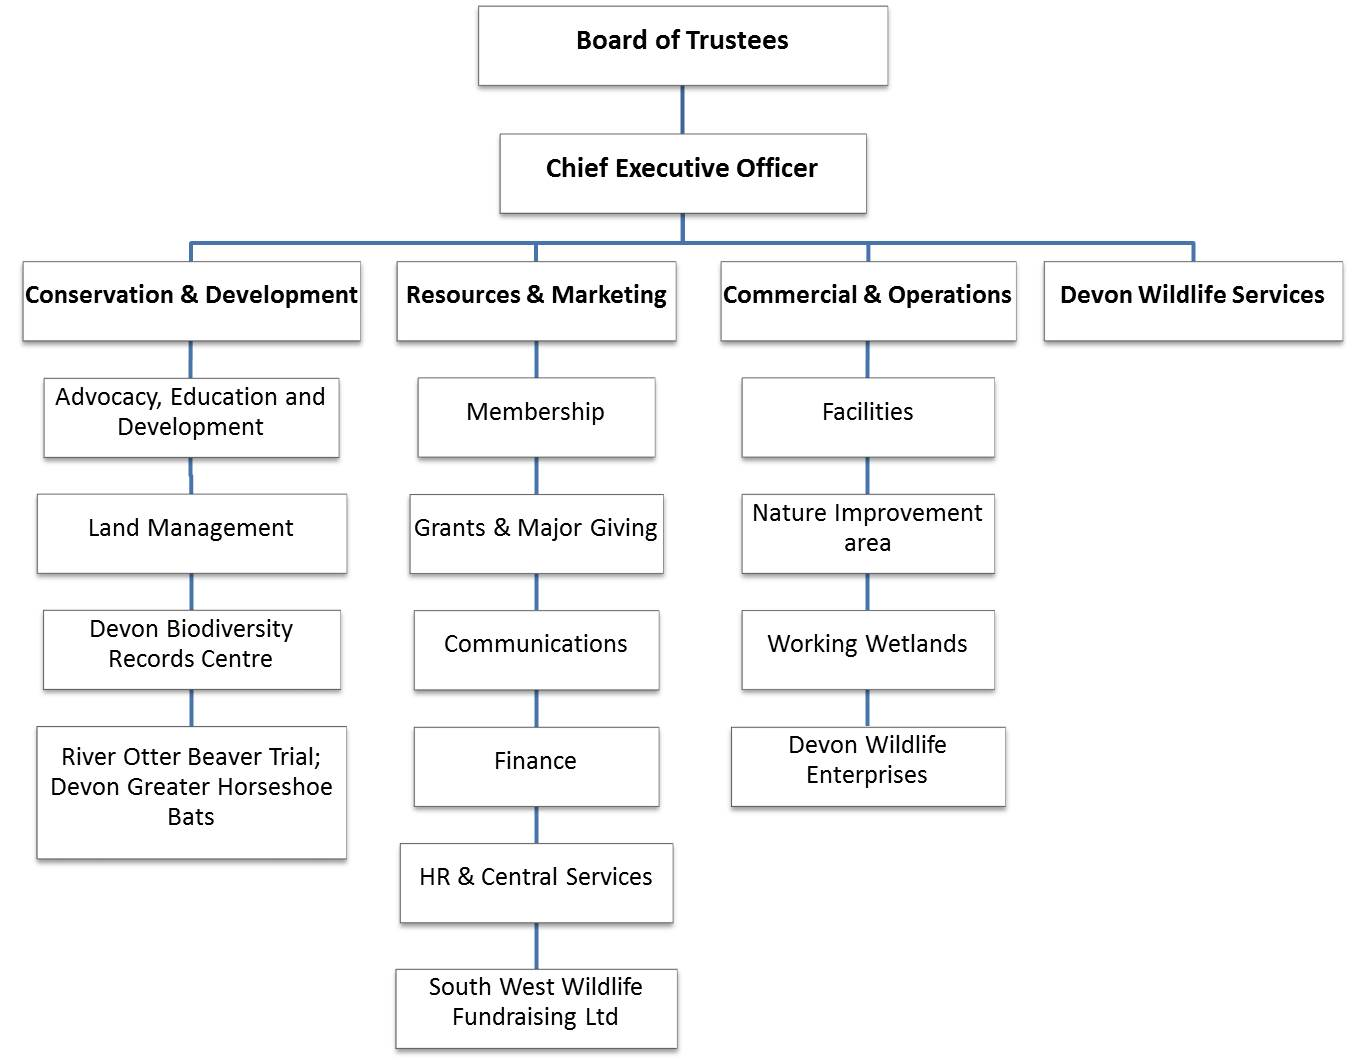 Board of Trustees
Chief Executive Officer
Conservation & Development
Resources & Marketing
Commercial & Operations
Devon Wildlife Services
Advocacy, Education and
Development
Membership
Facilities
Land Management
Grants & Major Giving
Nature Improvement
area
Devon Biodiversity
Records Centre
Communications
Working Wetlands
River Otter Beaver Trial;
Devon Greater Horseshoe
Bats
Finance
Devon Wildlife
Enterprises
HR & Central Services
South West Wildlife
Fundraising Ltd